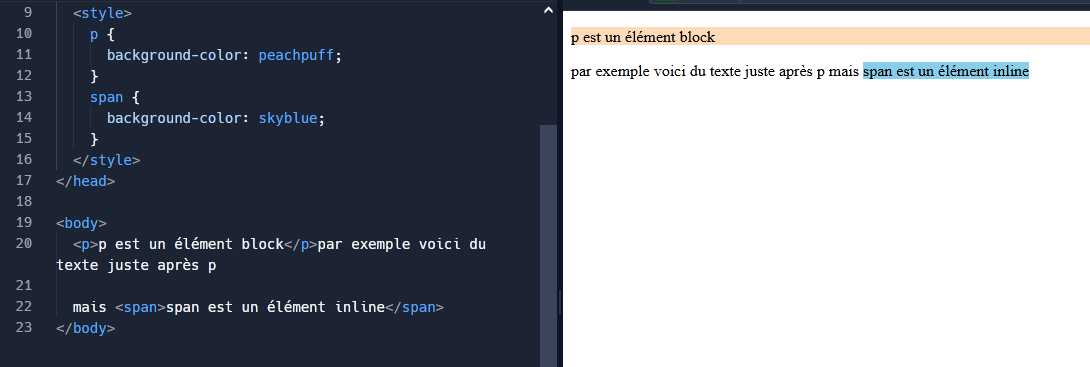 9 <style>
10 p {
11 background-color: peachpuff;
12 }
13 span {
14 background-color: skyblue;
15 }
16 </style>
17 </head>
18
19 <body>
20 <p>p est un élément block</p>par exemple voici du
texte juste après p
21
22 mais <span>span est un élément inline</span>
23 </body>
p est un élément block
par exemple voici du texte juste après p mais span est un élément inline